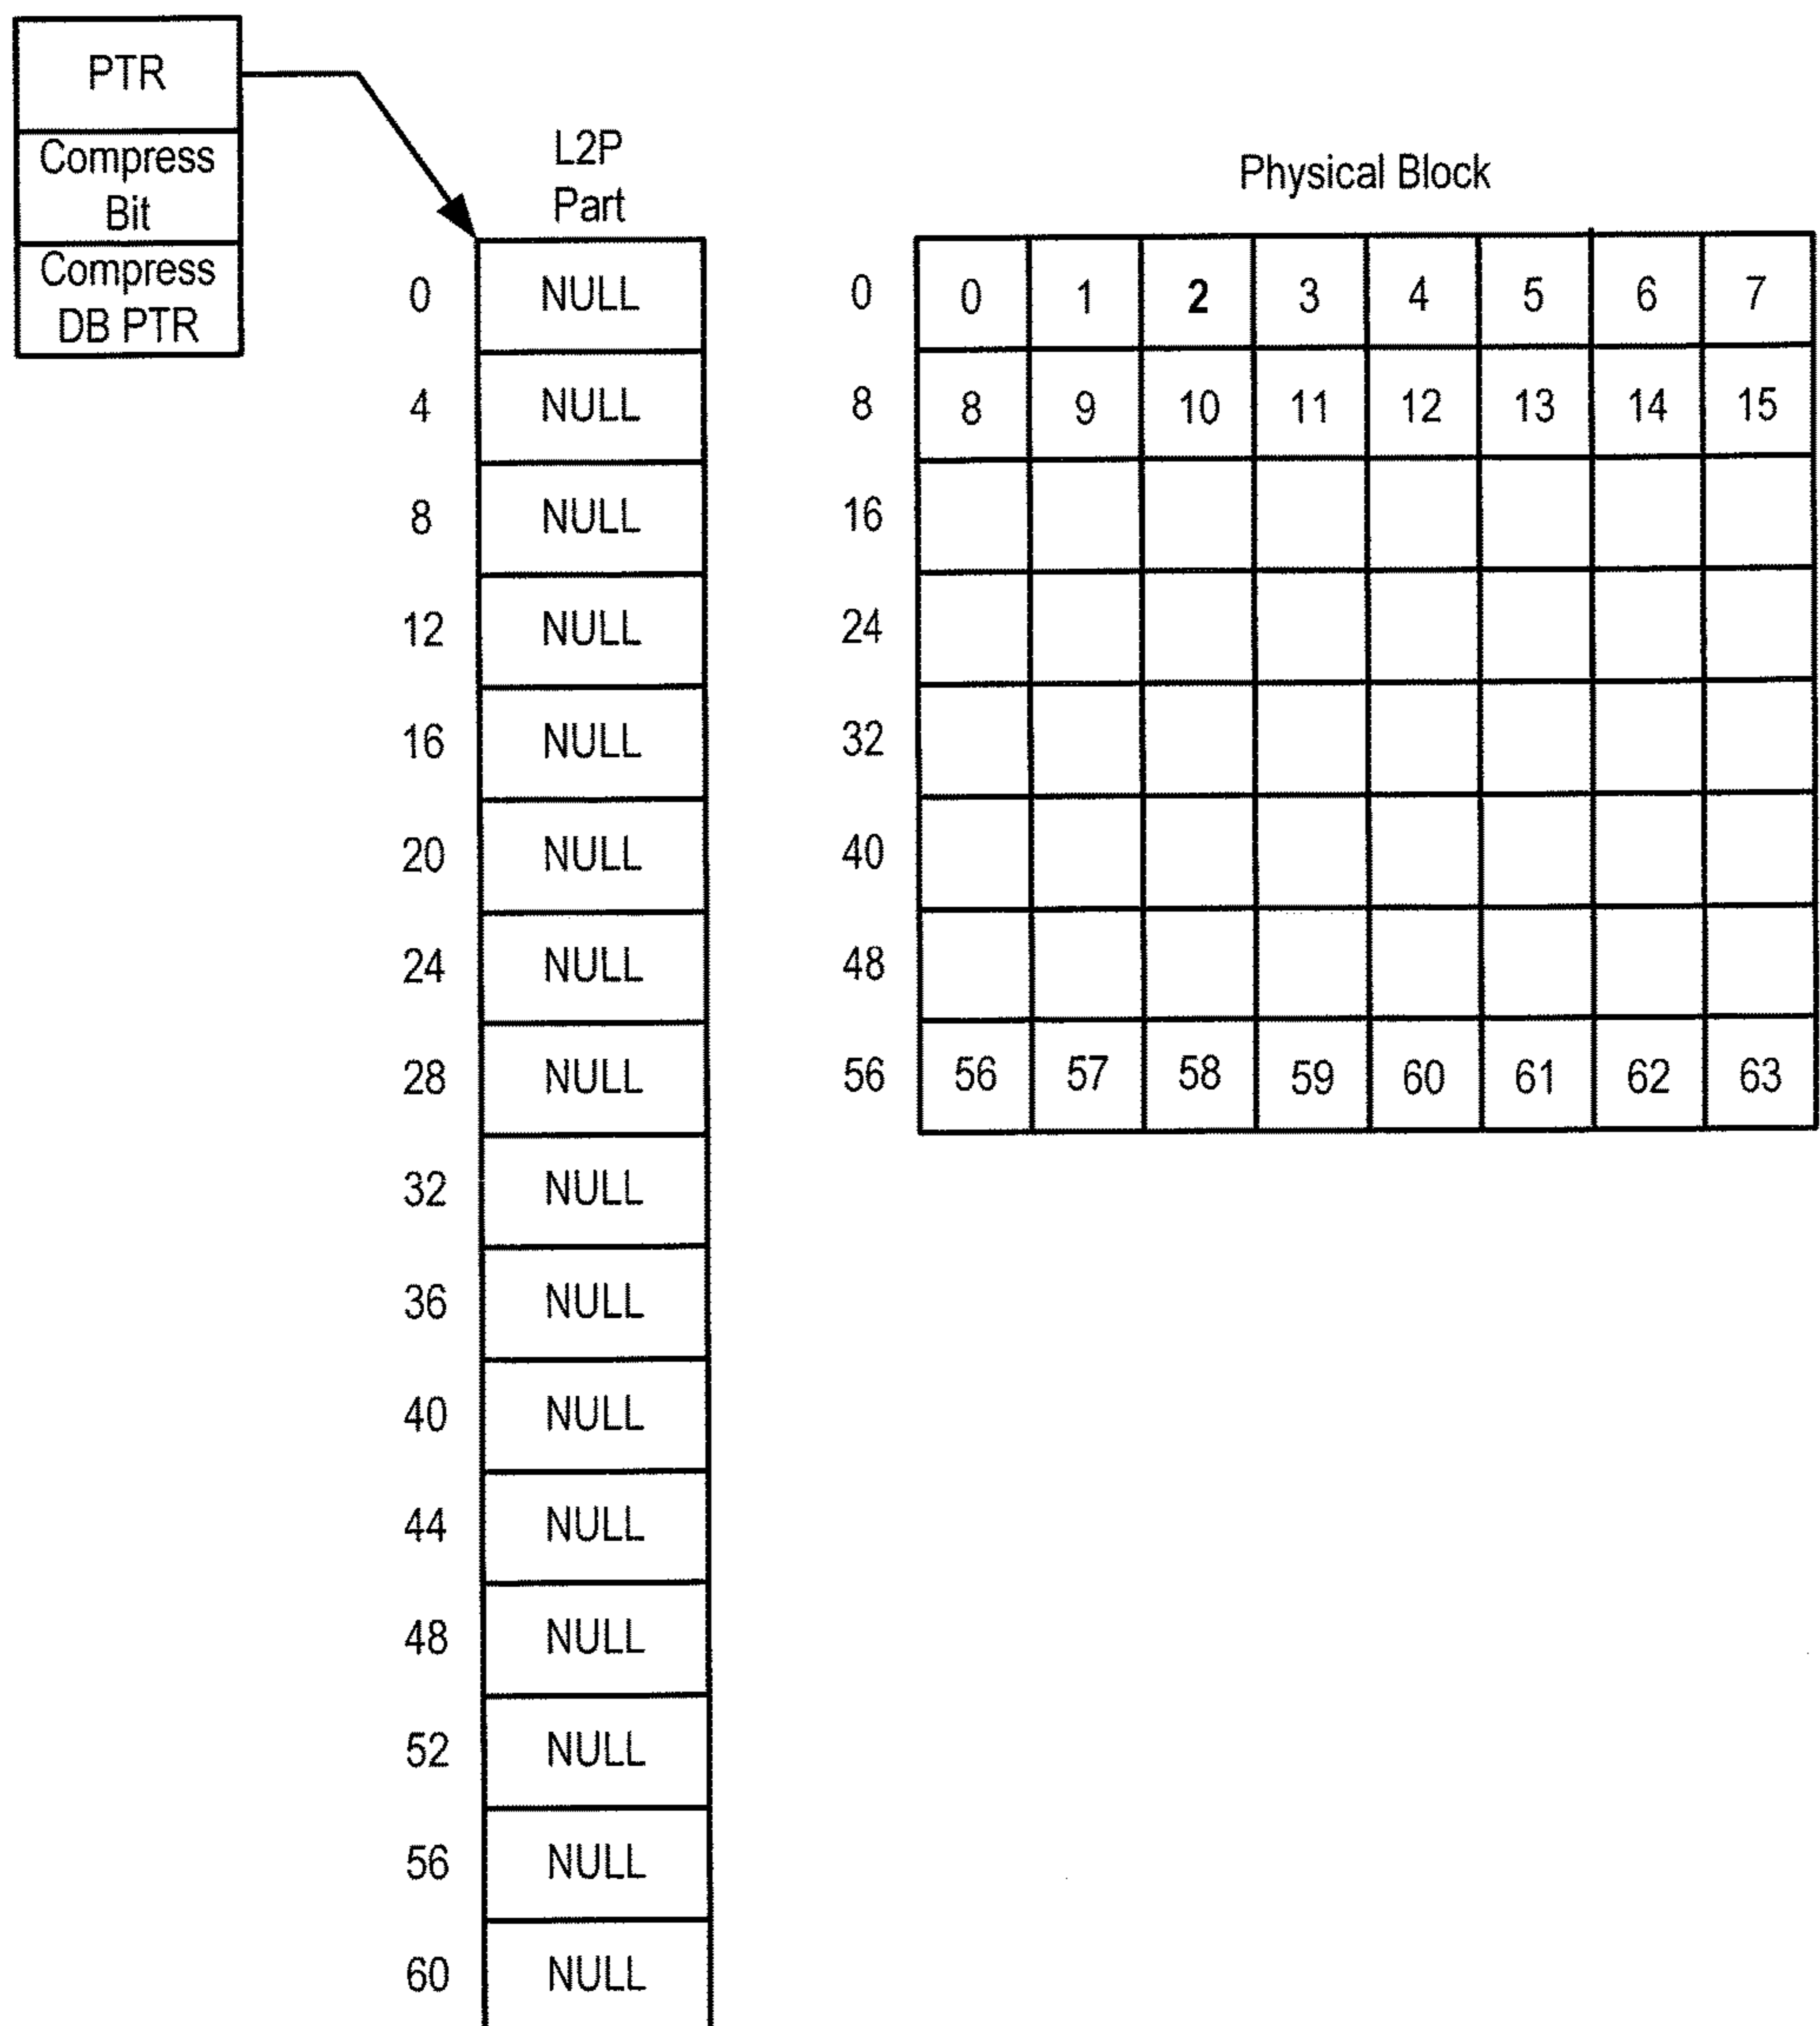 PTR
Compress
Bit
Compress
DB PTR
L2P
Part
0 NULL
4 NULL
8 NULL
12 NULL
16 NULL
20 NULL
24 NULL
28 NULL
32 NULL
36 NULL
40 NULL
44 NULL
48 NULL
52 NULL
56 NULL
60 NULL
Physical Block
0 0 1 2 3 4 5 6 7
8 8 9 10 11 12 13 14 15
16
24
32
40
48
56 56 57 58 59 60 61 62 63